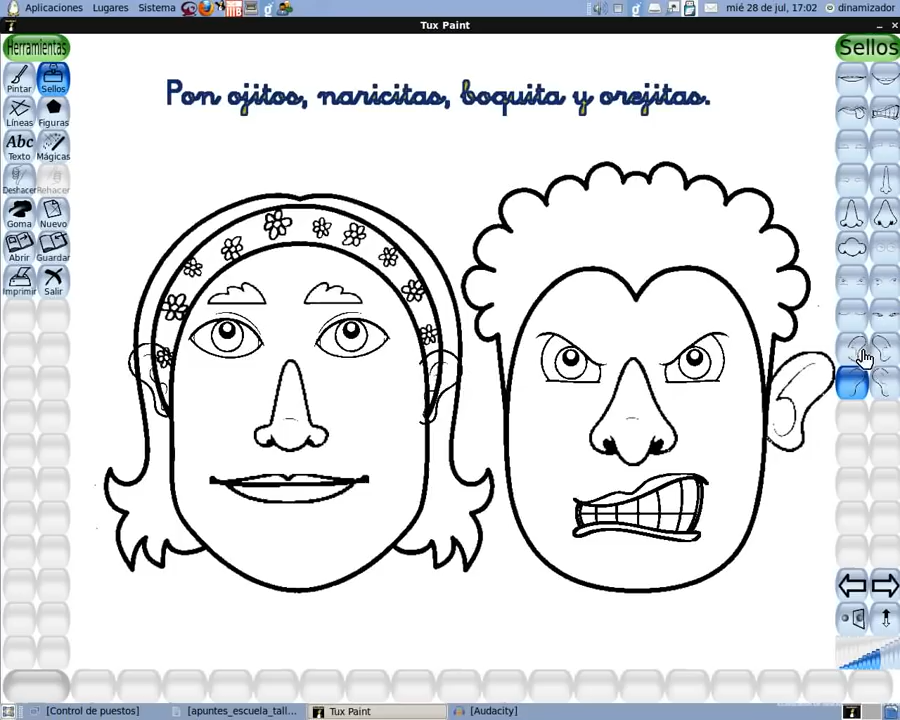 Aplicaciones Lugares Sistema mié 28 de jul, 17:02 dinamizador
Tux Paint
Herramientas
Sellos
Pintar Sellos
Líneas Figuras
Abc
Texto Mágicas
Deshacer Rehacer
Goma Nuevo
Abrir Guardar
Imprimir Salir
Pon ojitos, naricitas, boquita y orejitas.
[Control de puestos] [apuntes_escuela_tall... Tux Paint [Audacity]